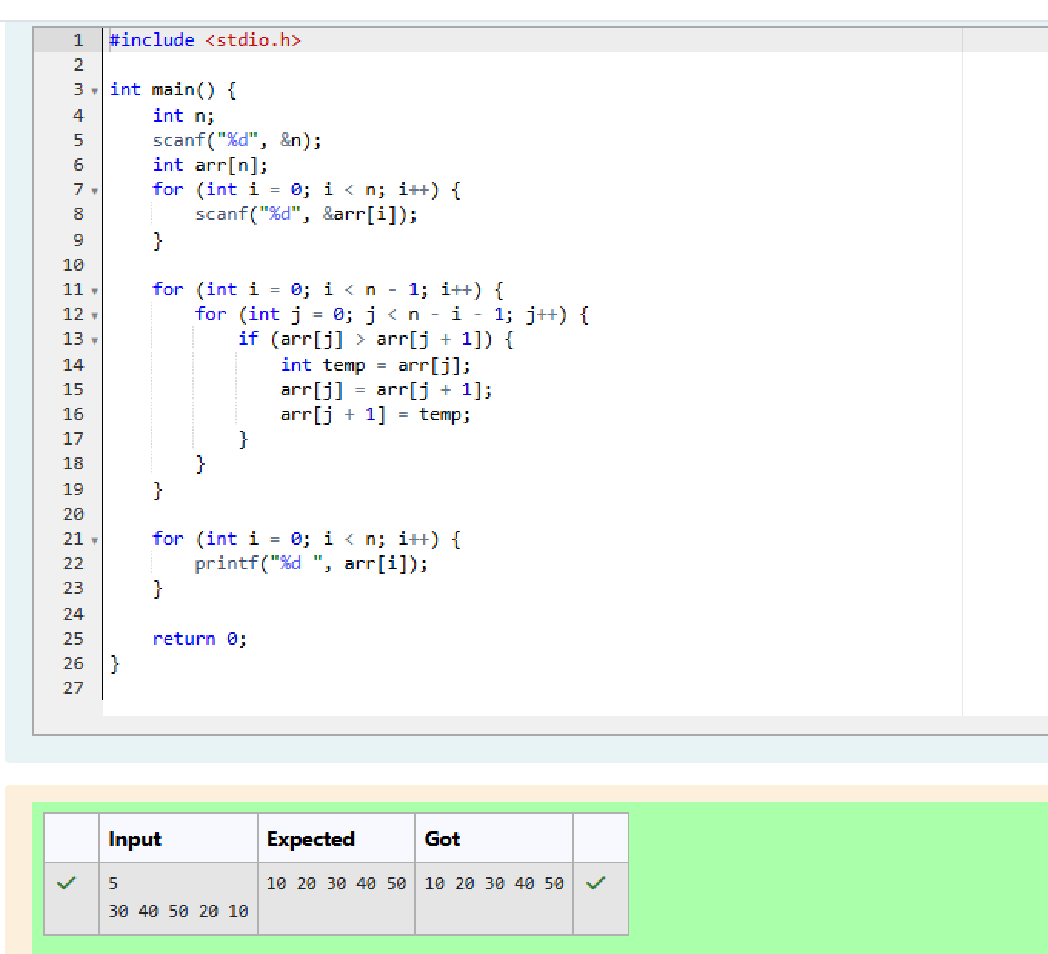 1 #include <stdio.h>
2
3 int main() {
4     int n;
5     scanf("%d", &n);
6     int arr[n];
7     for (int i = 0; i < n; i++) {
8         scanf("%d", &arr[i]);
9     }
10
11     for (int i = 0; i < n - 1; i++) {
12         for (int j = 0; j < n - i - 1; j++) {
13             if (arr[j] > arr[j + 1]) {
14                 int temp = arr[j];
15                 arr[j] = arr[j + 1];
16                 arr[j + 1] = temp;
17             }
18         }
19     }
20
21     for (int i = 0; i < n; i++) {
22         printf("%d ", arr[i]);
23     }
24
25     return 0;
26 }
27
Input Expected Got
5 10 20 30 40 50 10 20 30 40 50
30 40 50 20 10